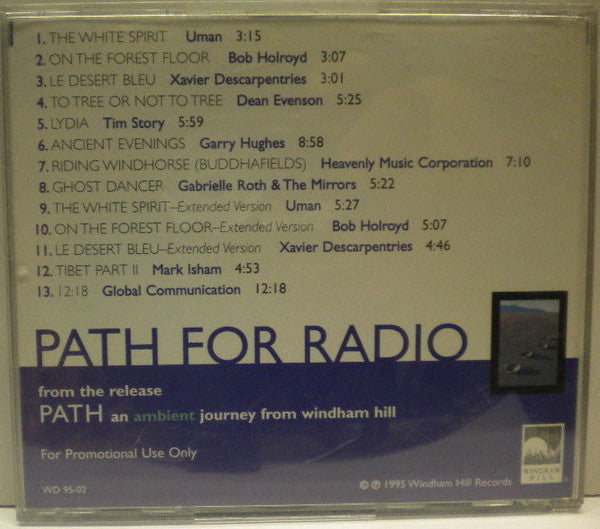 1. THE WHITE SPIRIT Uman 3:15
2. ON THE FOREST FLOOR Bob Holroyd 3:07
3. LE DESERT BLEU Xavier Descarpentries 3:01
4. TO TREE OR NOT TO TREE Dean Evenson 5:25
5. LYDIA Tim Story 5:59
6. ANCIENT EVENINGS Garry Hughes 8:58
7. RIDING WINDHORSE (BUDDHAFIELDS) Heavenly Music Corporation 7:10
8. GHOST DANCER Gabrielle Roth & The Mirrors 5:22
9. THE WHITE SPIRIT–Extended Version Uman 5:27
10. ON THE FOREST FLOOR–Extended Version Bob Holroyd 5:07
11. LE DESERT BLEU–Extended Version Xavier Descarpentries 4:46
12. TIBET PART II Mark Isham 4:53
13. 12:18 Global Communication 12:18
PATH FOR RADIO
from the release
PATH an ambient journey from windham hill
For Promotional Use Only
WINDHAM
HILL
WD 95-02
© ℗ 1995 Windham Hill Records